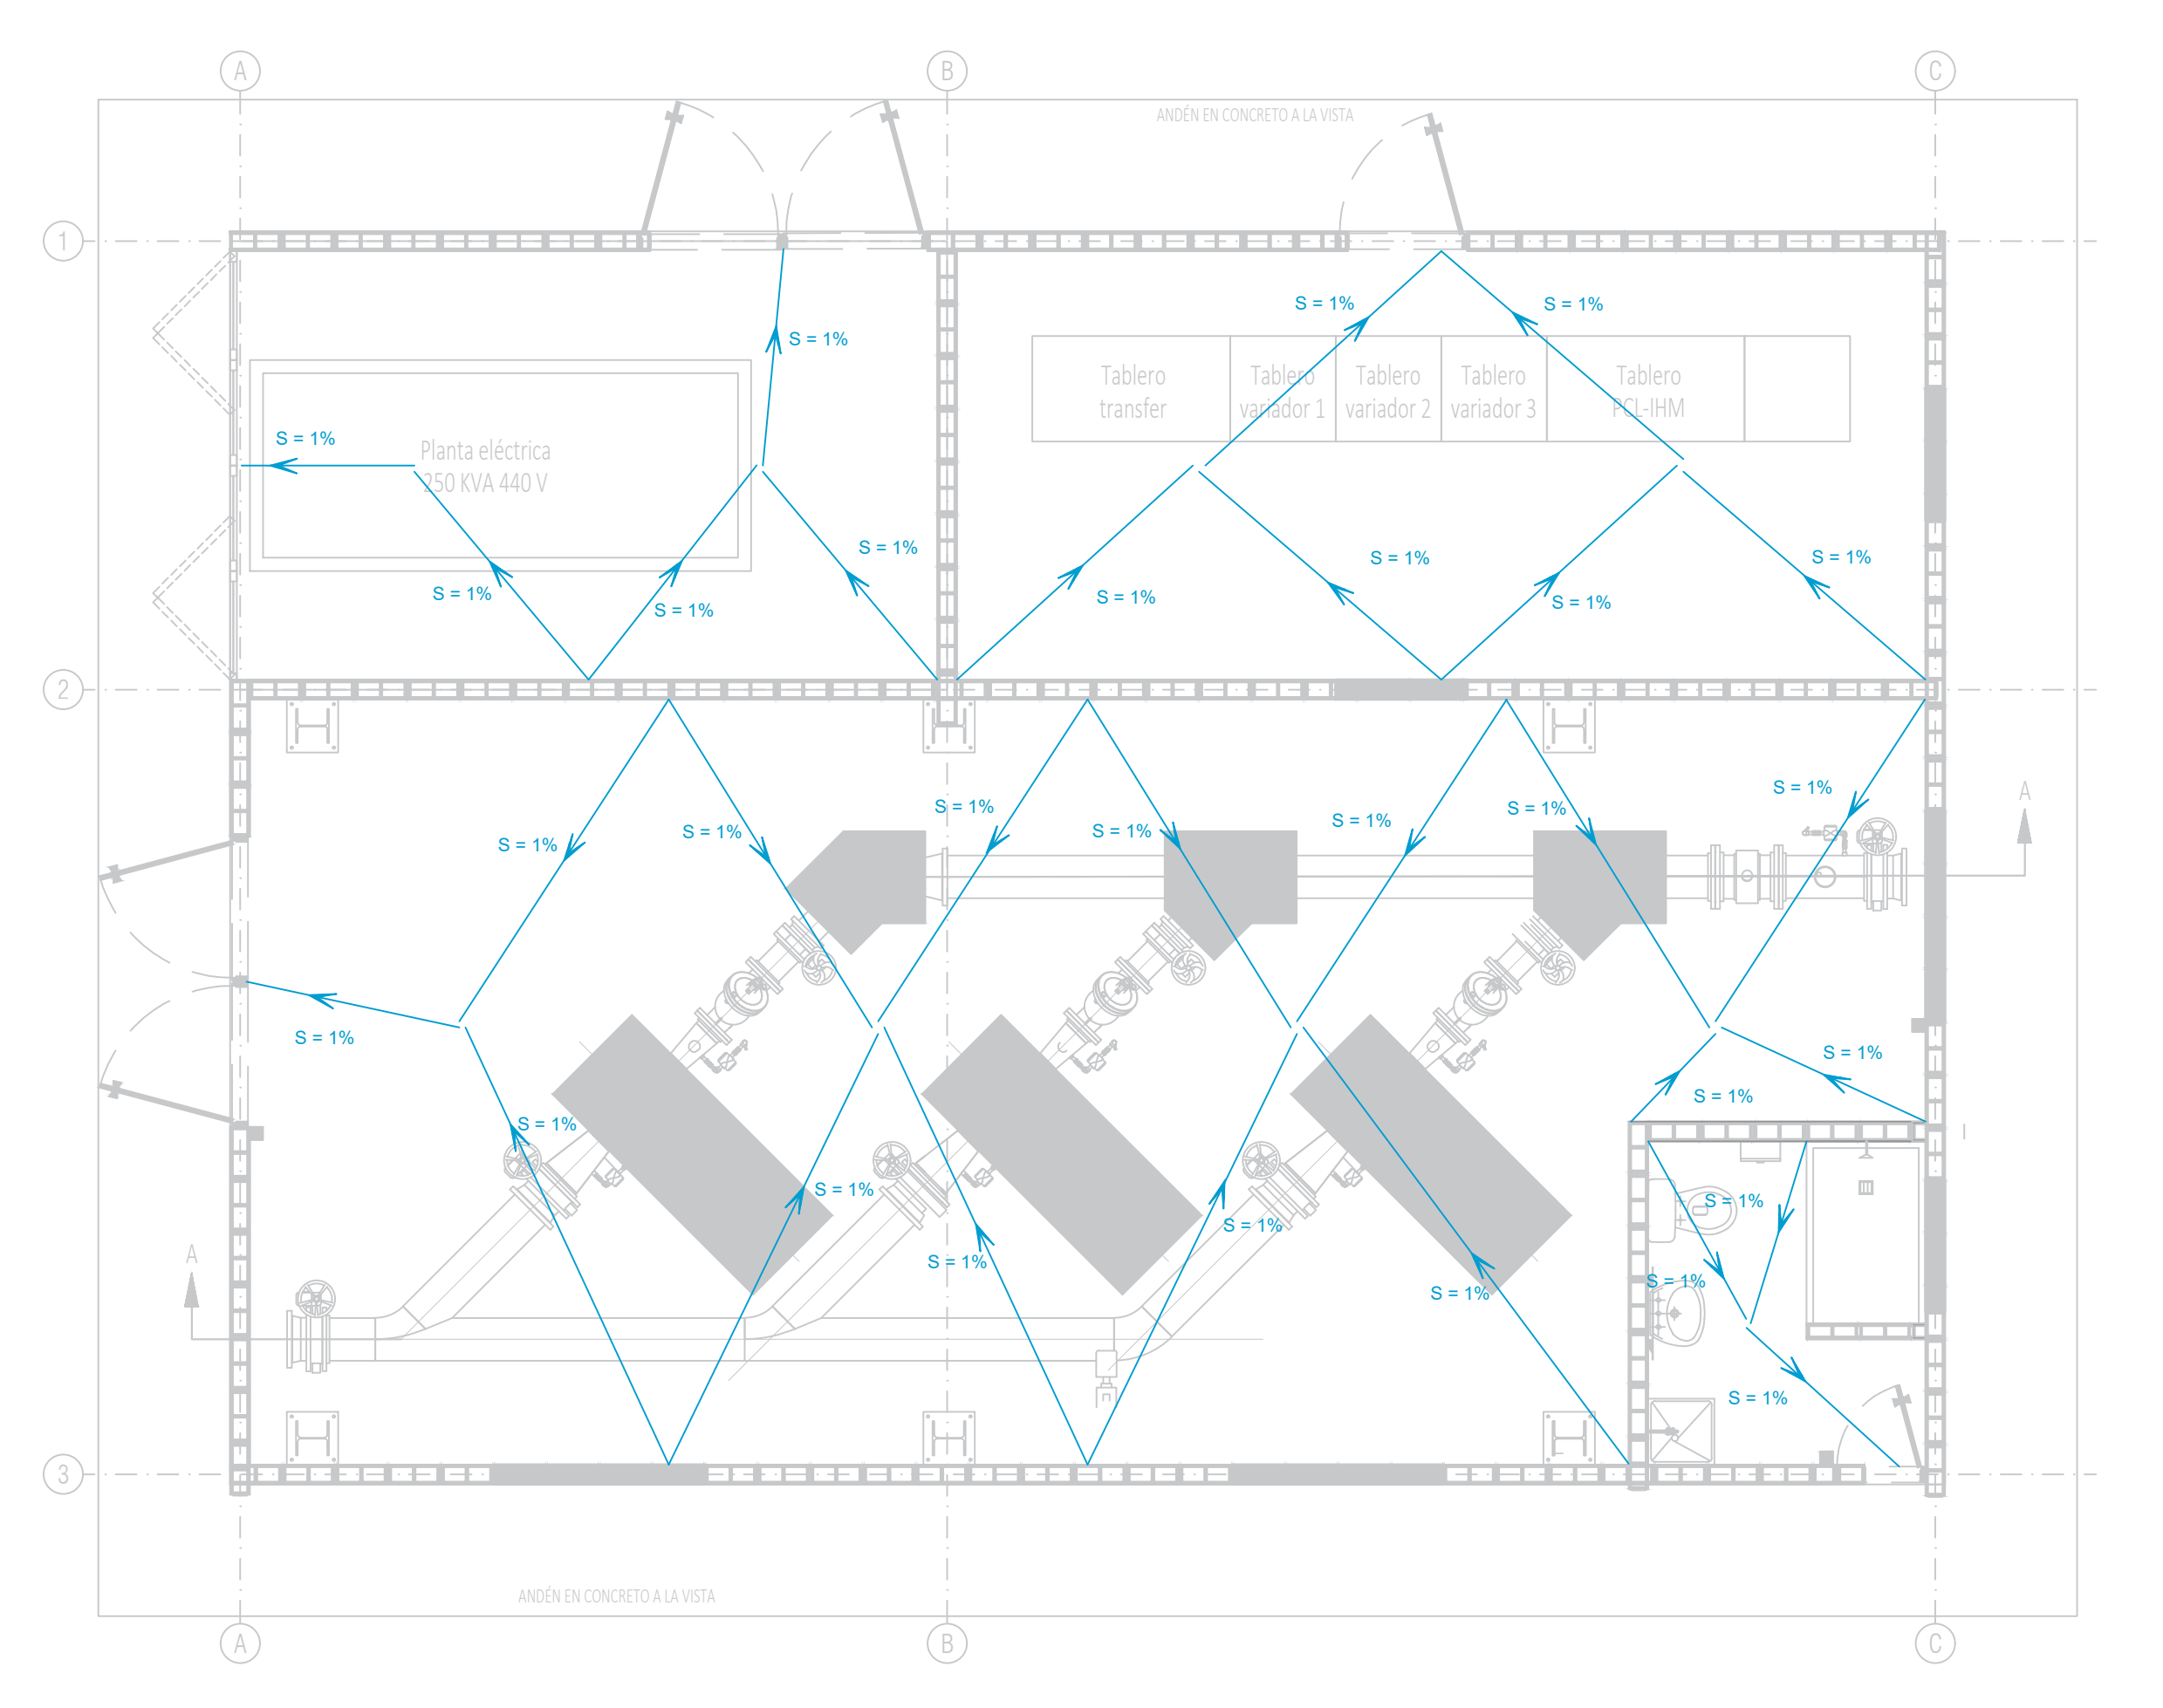 A
B
C
ANDÉN EN CONCRETO A LA VISTA
1
S = 1%
S = 1%
S = 1%
Tablero
transfer
Tablero
variador 1
Tablero
variador 2
Tablero
variador 3
Tablero
PCL-IHM
S = 1%
Planta eléctrica
250 KVA 440 V
S = 1%
S = 1%
S = 1%
S = 1%
S = 1%
S = 1%
S = 1%
S = 1%
2
S = 1%
S = 1%
S = 1%
S = 1%
S = 1%
S = 1%
S = 1%
A
S = 1%
S = 1%
S = 1%
S = 1%
S = 1%
S = 1%
S = 1%
S = 1%
A
S = 1%
S = 1%
S = 1%
S = 1%
3
ANDÉN EN CONCRETO A LA VISTA
A
B
C